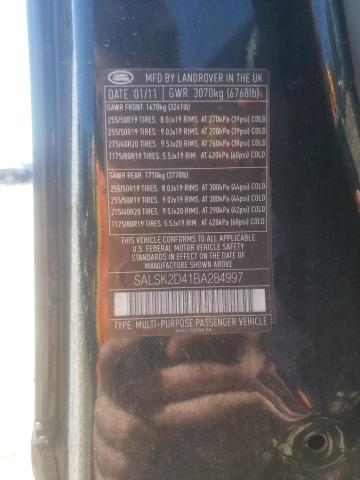 LAND ROVER
MFD BY LANDROVER IN THE UK
DATE 01/11 GWR 3070kg (6768lb)
GAWR FRONT 1470kg (3241lb)
255/50R19 TIRES. 8.0Jx19 RIMS. AT 270kPa (39psi) COLD
255/50R19 TIRES. 9.0Jx19 RIMS. AT 270kPa (39psi) COLD
275/40R20 TIRES. 9.5Jx20 RIMS. AT 260kPa (38psi) COLD
T175/80R19 TIRES. 5.5Jx19 RIM. AT 420kPa (60psi) COLD
GAWR REAR: 1710kg (3770lb)
255/50R19 TIRES. 8.0Jx19 RIMS. AT 300kPa (44psi) COLD
255/50R19 TIRES. 9.0Jx19 RIMS. AT 300kPa (44psi) COLD
275/40R20 TIRES. 9.5Jx20 RIMS. AT 290kPa (42psi) COLD
T175/80R19 TIRES. 5.5Jx19 RIM. AT 420kPa (60psi) COLD
THIS VEHICLE CONFORMS TO ALL APPLICABLE
U.S. FEDERAL MOTOR VEHICLE SAFETY
AND THEFT PREVENTION STANDARDS IN
EFFECT ON THE DATE OF MANUFACTURE
SHOWN ABOVE
SALSK2D41BA284997
TYPE: MULTI-PURPOSE PASSENGER VEHICLE